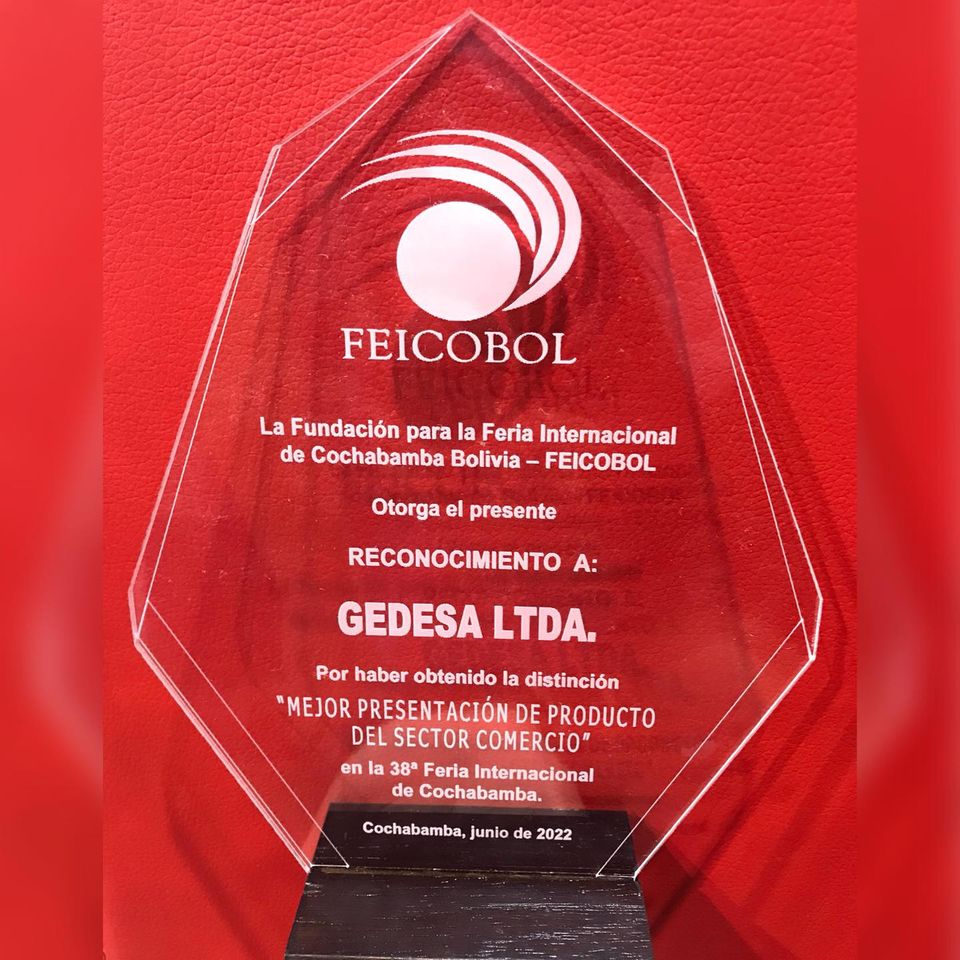 FEICOBOL
La Fundación para la Feria Internacional
de Cochabamba Bolivia – FEICOBOL
Otorga el presente
RECONOCIMIENTO A:
GEDESA LTDA.
Por haber obtenido la distinción
"MEJOR PRESENTACIÓN DE PRODUCTO
DEL SECTOR COMERCIO"
en la 38ª Feria Internacional
de Cochabamba.
Cochabamba, junio de 2022